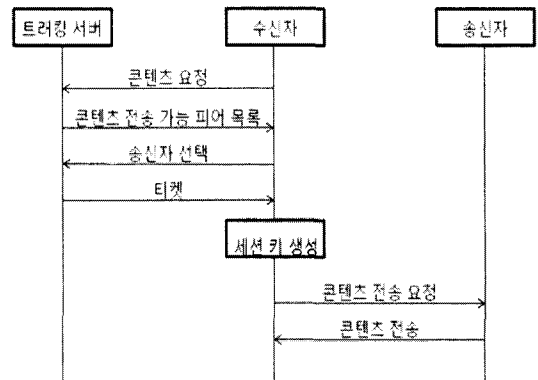 트래킹 서버
수신자
송신자
콘텐츠 요청
콘텐츠 전송 가능 피어 목록
송신자 선택
티켓
세션 키 생성
콘텐츠 전송 요청
콘텐츠 전송